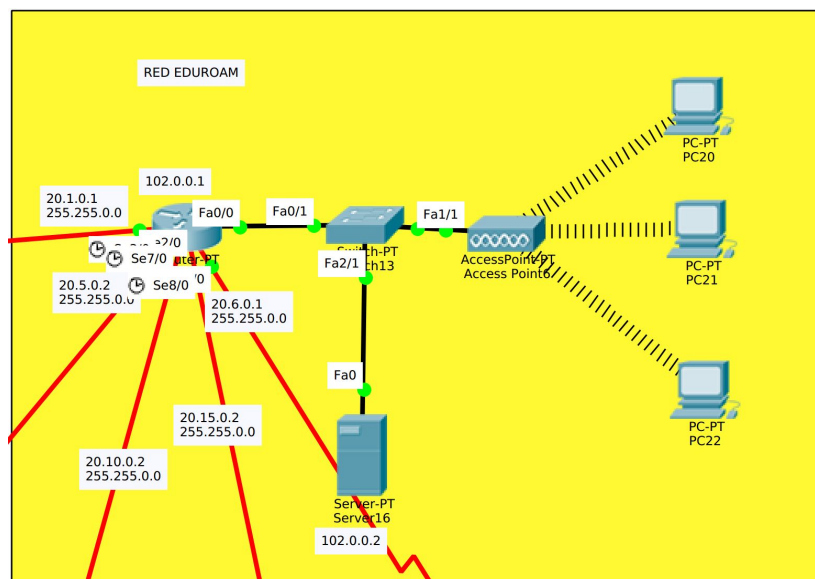 RED EDUROAM
PC-PT
PC20
102.0.0.1
20.1.0.1
255.255.0.0
Fa0/0
Fa0/1
Fa1/1
PC-PT
PC21
AccessPoint-PT
Access Point6
Fa2/1
Se7/0
Se8/0
20.5.0.2
255.255.0.0
20.6.0.1
255.255.0.0
Fa0
PC-PT
PC22
20.15.0.2
255.255.0.0
20.10.0.2
255.255.0.0
Server-PT
Server16
102.0.0.2